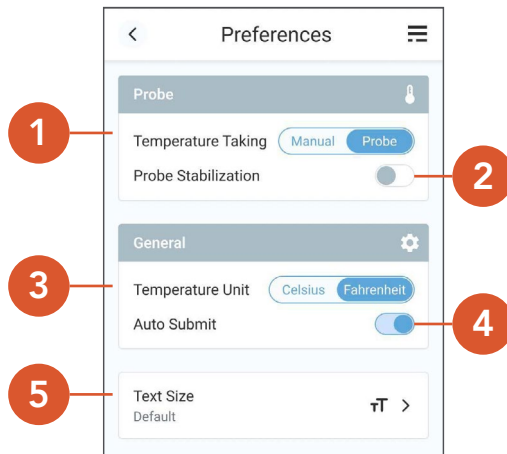 Preferences
Probe
1
Temperature Taking Manual Probe
Probe Stabilization
2
General
3
Temperature Unit Celsius Fahrenheit
Auto Submit
4
5
Text Size
Default
TT